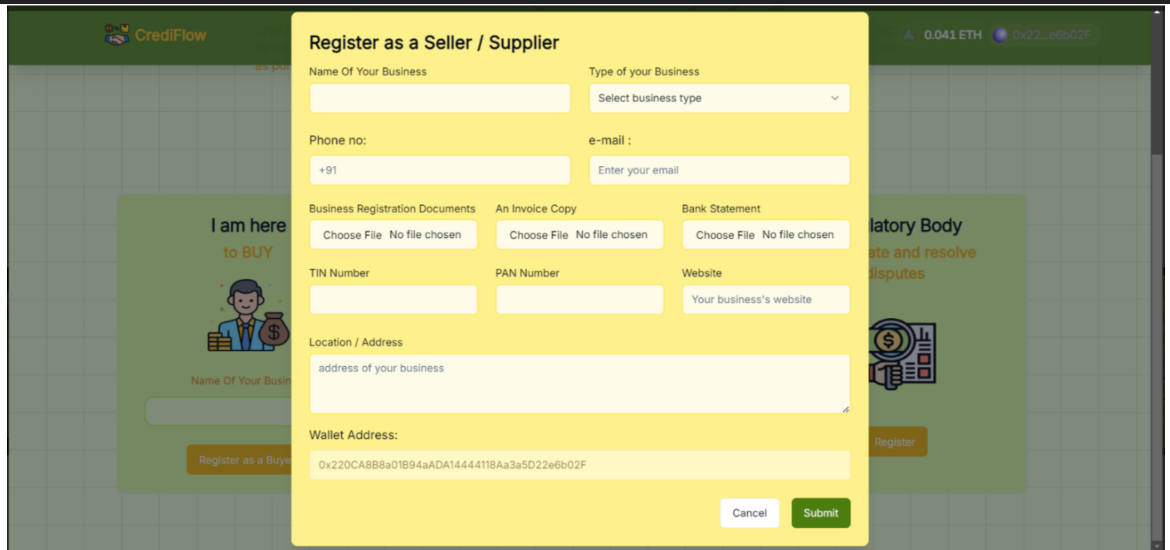 CrediFlow
0.041 ETH
0x22...e6b02F
as
Register as a Seller / Supplier
Name Of Your Business
Type of your Business
Select business type
Phone no:
e-mail :
+91
Enter your email
Business Registration Documents
An Invoice Copy
Bank Statement
Choose File No file chosen
Choose File No file chosen
Choose File No file chosen
TIN Number
PAN Number
Website
Your business's website
Location / Address
address of your business
Wallet Address:
0x220CA8B8a01B94aADA14444118Aa3a5D22e6b02F
Cancel
Submit
I am here
to BUY
Name Of Your Busin
Register as a Buye
latory Body
ate and resolve
disputes
Register